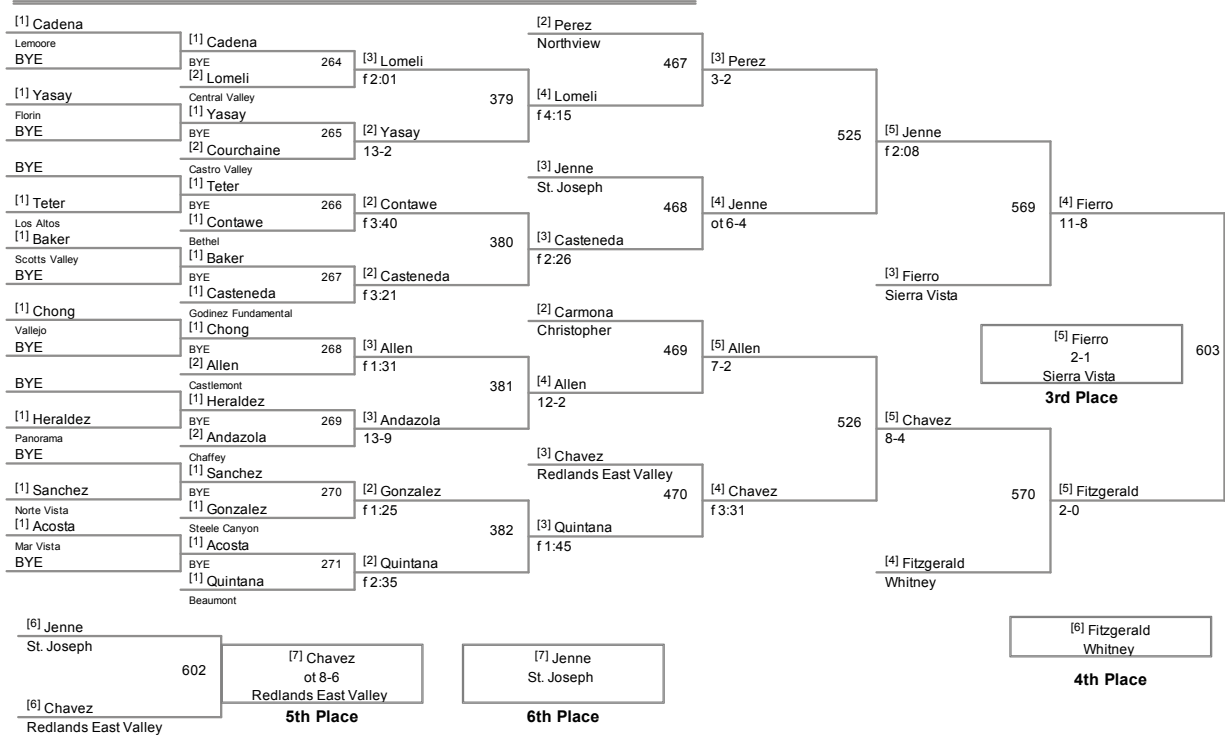 [1] Cadena
Lemoore
BYE
[1] Yasay
Florin
BYE
BYE
[1] Teter
Los Altos
[1] Baker
Scotts Valley
BYE
[1] Chong
Vallejo
BYE
BYE
[1] Heraldez
Panorama
BYE
[1] Sanchez
Norte Vista
[1] Acosta
Mar Vista
BYE
[1] Cadena
BYE 264
[2] Lomeli
Central Valley
[1] Yasay
BYE 265
[2] Courchaine
Castro Valley
[1] Teter
BYE 266
[1] Contawe
Bethel
[1] Baker
BYE 267
[1] Casteneda
Godinez Fundamental
[1] Chong
BYE 268
[2] Allen
Castlemont
[1] Heraldez
BYE 269
[2] Andazola
Chaffey
[1] Sanchez
BYE 270
[1] Gonzalez
Steele Canyon
[1] Acosta
BYE 271
[1] Quintana
Beaumont
[3] Lomeli
f 2:01
379
[2] Yasay
13-2
[2] Contawe
f 3:40
380
[2] Casteneda
f 3:21
[3] Allen
f 1:31
381
[3] Andazola
13-9
[2] Gonzalez
f 1:25
382
[2] Quintana
f 2:35
[2] Perez
Northview
467
[4] Lomeli
f 4:15
[3] Jenne
St. Joseph
468
[3] Casteneda
f 2:26
[2] Carmona
Christopher
469
[4] Allen
12-2
[3] Chavez
Redlands East Valley
470
[3] Quintana
f 1:45
[3] Perez
3-2
525
[4] Jenne
ot 6-4
[5] Allen
7-2
526
[4] Chavez
f 3:31
[5] Jenne
f 2:08
569
[3] Fierro
Sierra Vista
[5] Chavez
8-4
570
[4] Fitzgerald
Whitney
[4] Fierro
11-8
603
[5] Fitzgerald
2-0
[5] Fierro
2-1
Sierra Vista
3rd Place
[6] Jenne
St. Joseph
602
[6] Chavez
Redlands East Valley
[7] Chavez
ot 8-6
Redlands East Valley
5th Place
[7] Jenne
St. Joseph
6th Place
[6] Fitzgerald
Whitney
4th Place